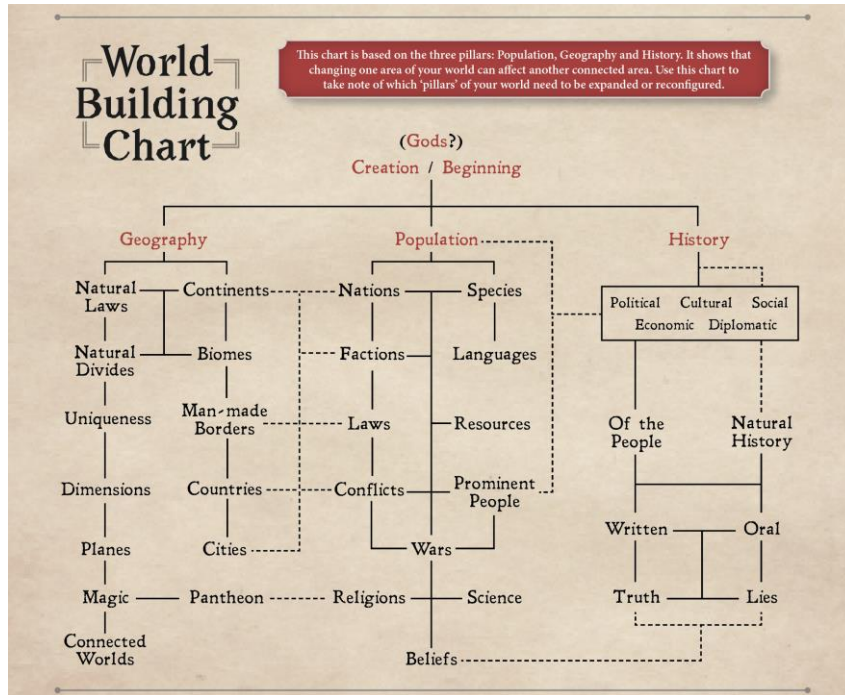 World
Building
Chart
This chart is based on the three pillars: Population, Geography and History. It shows that
changing one area of your world can affect another connected area. Use this chart to
take note of which ‘pillars’ of your world need to be expanded or reconfigured.
(Gods?)
Creation / Beginning
Geography
Population
History
Natural
Laws
Continents
Nations
Species
Political Cultural Social
Economic Diplomatic
Natural
Divides
Biomes
Factions
Languages
Uniqueness
Man-made
Borders
Laws
Resources
Of the
People
Natural
History
Dimensions
Countries
Conflicts
Prominent
People
Planes
Cities
Wars
Written
Oral
Magic
Pantheon
Religions
Science
Truth
Lies
Connected
Worlds
Beliefs